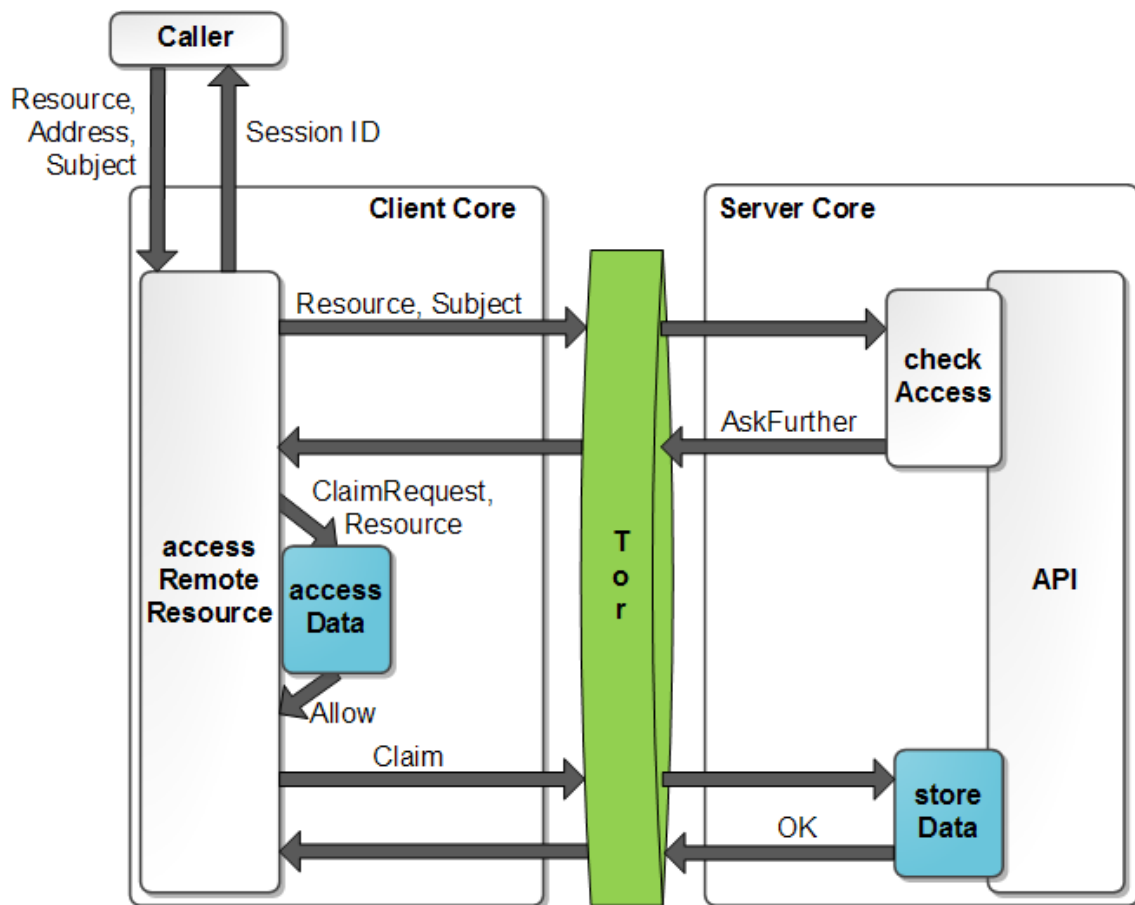 Caller
Resource,
Address,
Subject
Session ID
Client Core
Server Core
Resource, Subject
check
Access
AskFurther
ClaimRequest,
Resource
access
Remote
Resource
access
Data
T
o
r
API
Allow
Claim
store
Data
OK